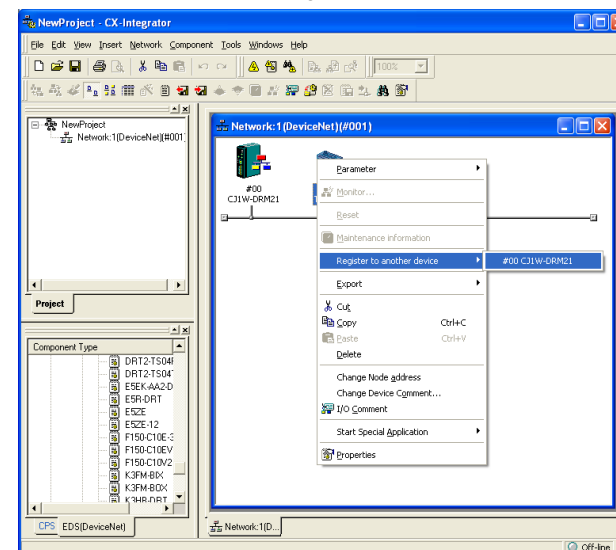 NewProject - CX-Integrator
File Edit View Insert Network Component Tools Windows Help
100%
NewProject
Network:1(DeviceNet)(#001)
Project
Component Type
DRT2-TS04
DRT2-TS04
E5EK-AA2-D
E5R-DRT
E5ZE
E5ZE-12
F150-C10E-3
F150-C10EV
F150-C10V2
K3FM-BIX
K3FM-BOX
K3HB-DRT
CPS EDS(DeviceNet)
Network:1(DeviceNet)(#001)
#00
CJ1W-DRM21
Parameter
Monitor...
Reset
Maintenance information
Register to another device
#00 CJ1W-DRM21
Export
Cut
Copy Ctrl+C
Paste Ctrl+V
Delete
Change Node address
Change Device Comment...
I/O Comment
Start Special Application
Properties
Network:1(D...
Off-line